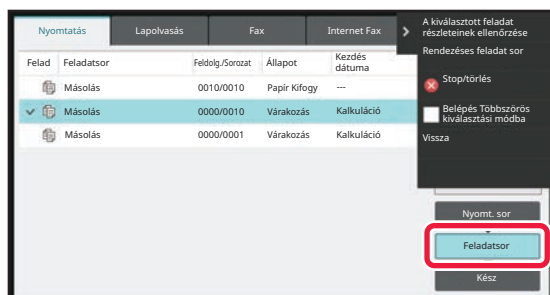 Nyomtatás Lapolvasás Fax Internet Fax
Felad Feladatsor Feldolg./Sorozat Állapot Kezdés
dátuma
Másolás 0010/0010 Papír Kifogy ---
Másolás 0000/0010 Várakozás Kalkuláció
Másolás 0000/0001 Várakozás Kalkuláció
A kiválasztott feladat
részleteinek ellenőrzése
Rendezéses feladat sor
Stop/törlés
Belépés Többszörös
kiválasztási módba
Vissza
Nyomt. sor
Feladatsor
Kész